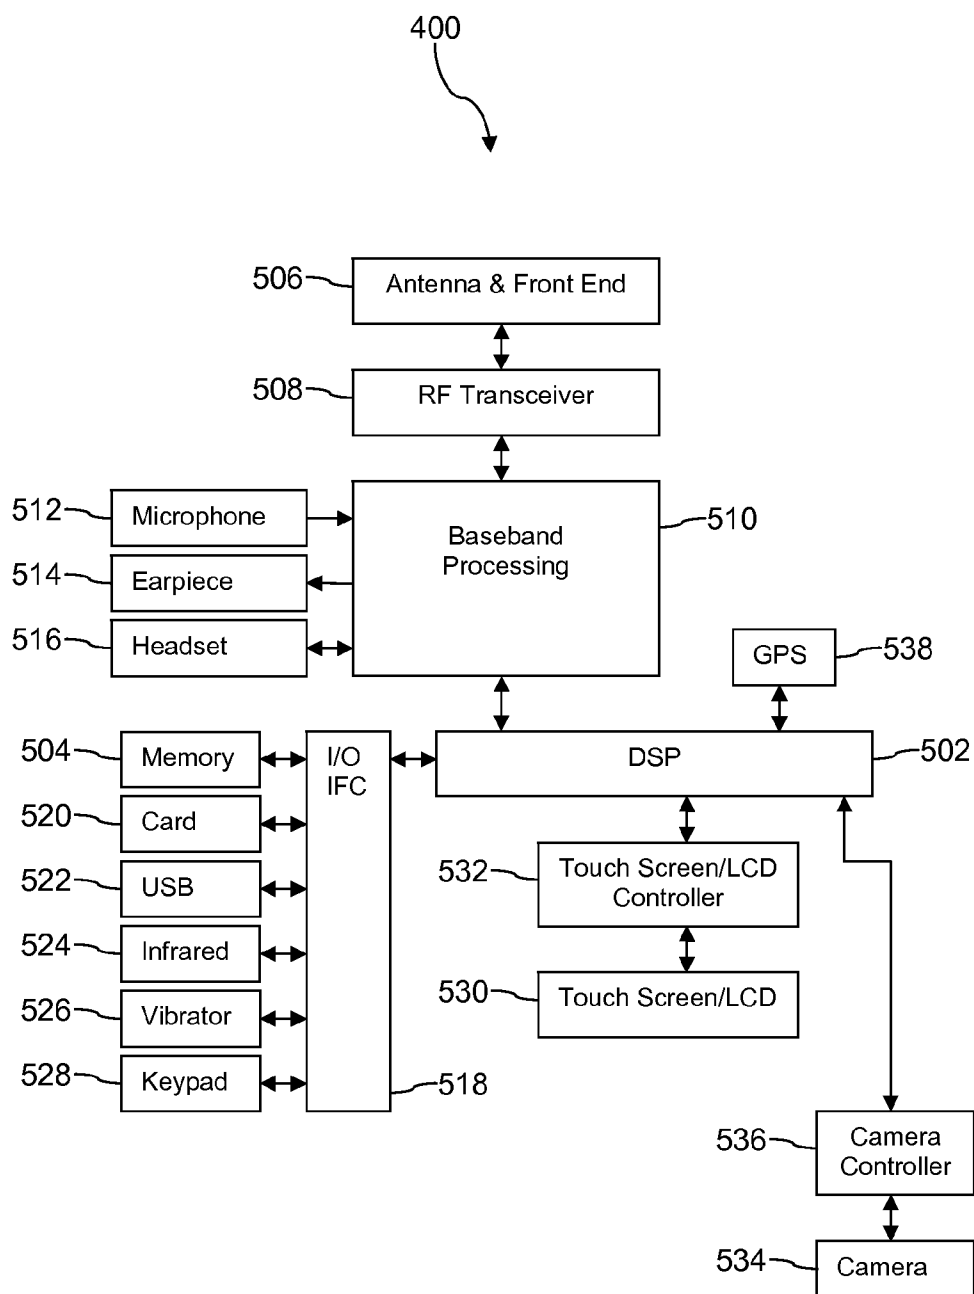 400
506
Antenna & Front End
508
RF Transceiver
512
Microphone
Baseband
Processing
510
514
Earpiece
516
Headset
GPS
538
504
Memory
I/O
IFC
DSP
502
520
Card
522
USB
532
Touch Screen/LCD
Controller
524
Infrared
530
Touch Screen/LCD
526
Vibrator
528
Keypad
518
536
Camera
Controller
534
Camera